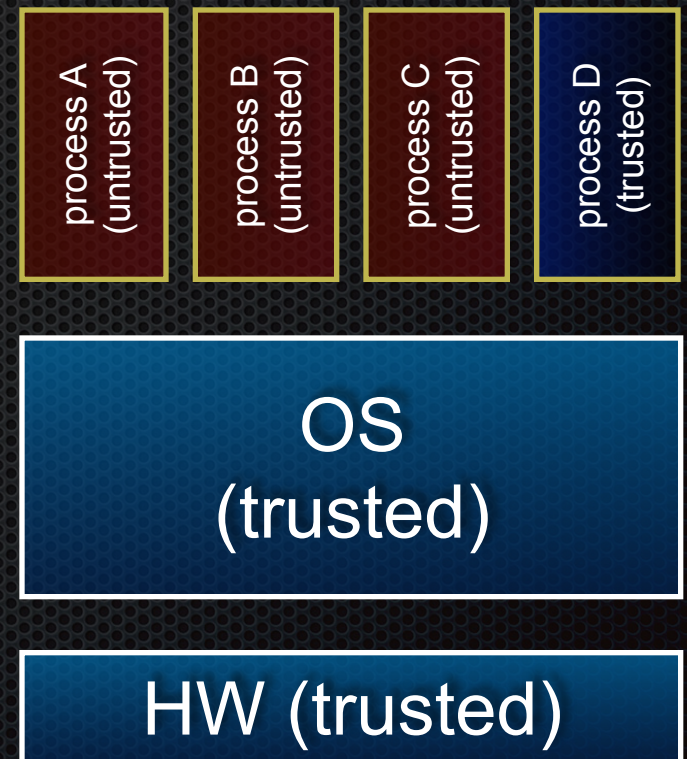 process A
(untrusted)
process B
(untrusted)
process C
(untrusted)
process D
(trusted)
OS
(trusted)
HW (trusted)